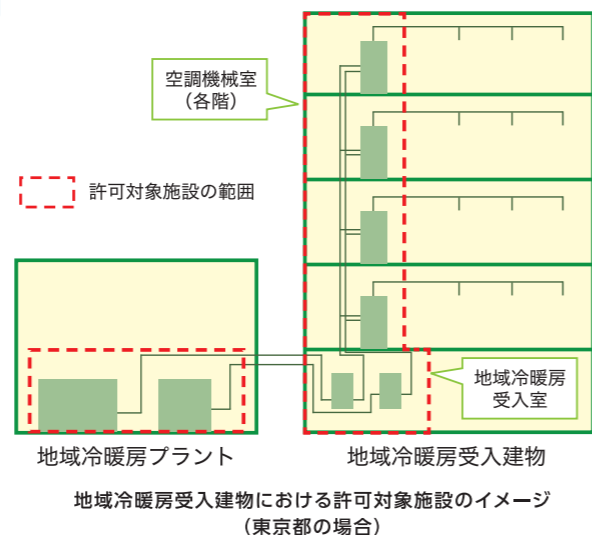 空調機械室
（各階）
許可対象施設の範囲
地域冷暖房
受入室
地域冷暖房プラント
地域冷暖房受入建物
地域冷暖房受入建物における許可対象施設のイメージ
（東京都の場合）